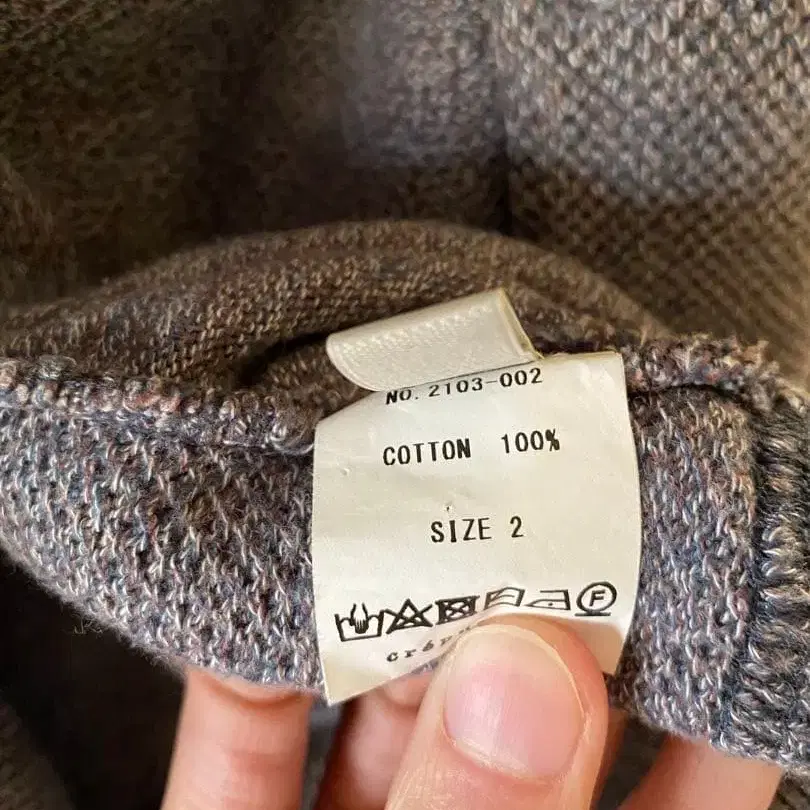 NO. 2103-002
COTTON 100%
SIZE 2
F